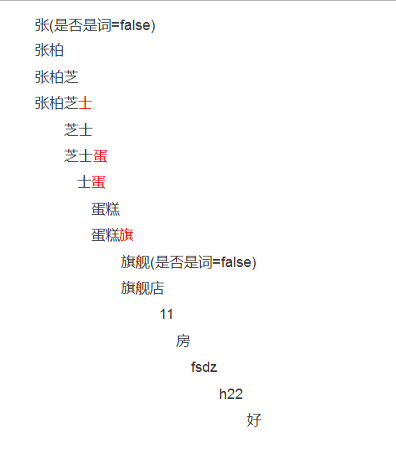 张(是否是词=false)
张柏
张柏芝
张柏芝士
芝士
芝士蛋
士蛋
蛋糕
蛋糕旗
旗舰(是否是词=false)
旗舰店
11
房
fsdz
h22
好